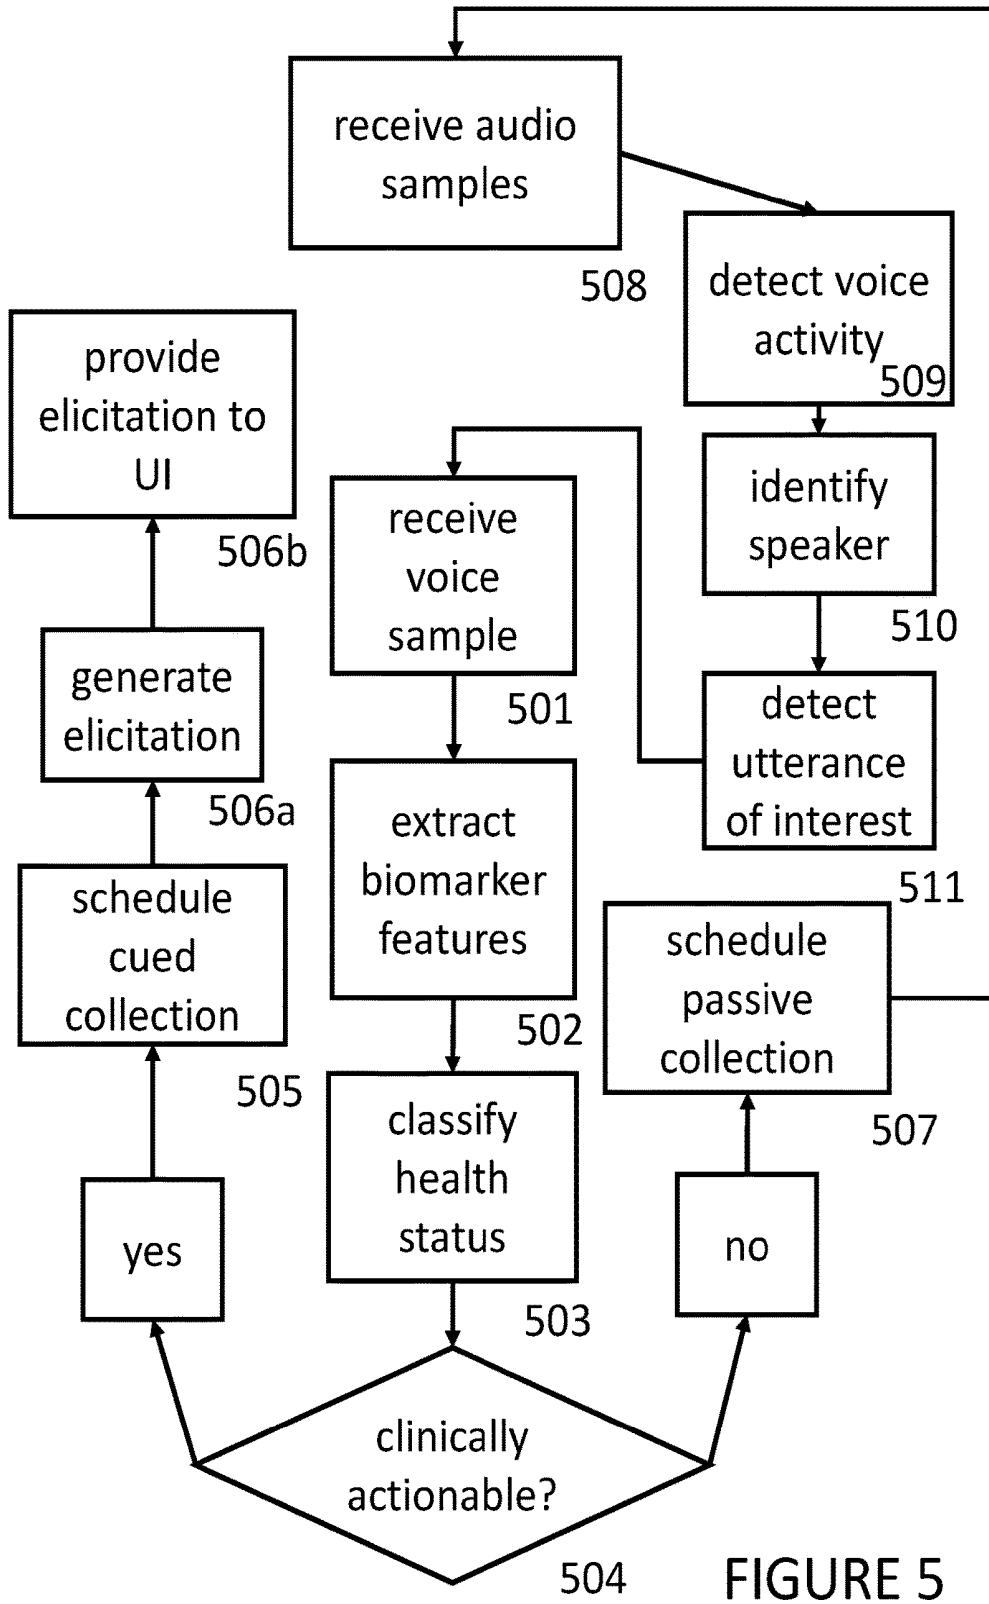 receive audio
samples
508
detect voice
activity
509
provide
elicitation to
UI
506b
receive
voice
sample
501
identify
speaker
510
generate
elicitation
506a
detect
utterance
of interest
511
extract
biomarker
features
502
schedule
cued
collection
505
schedule
passive
collection
507
classify
health
status
503
yes
no
clinically
actionable?
504
FIGURE 5